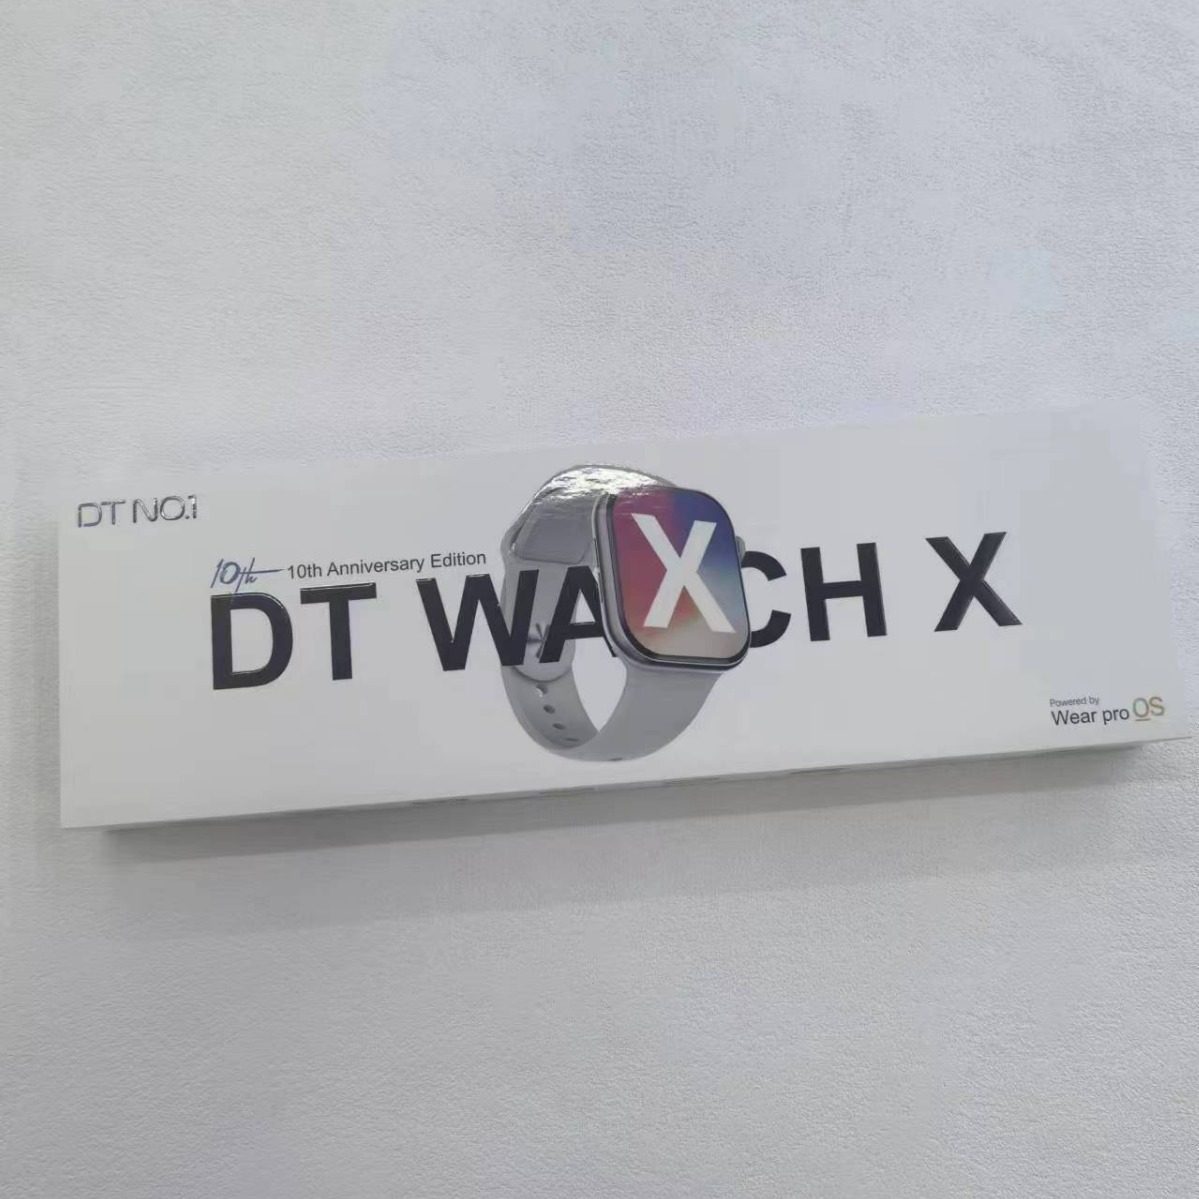 DT NO.1
10th 10th Anniversary Edition
DT WA CH X
X
Powered by
Wear pro OS